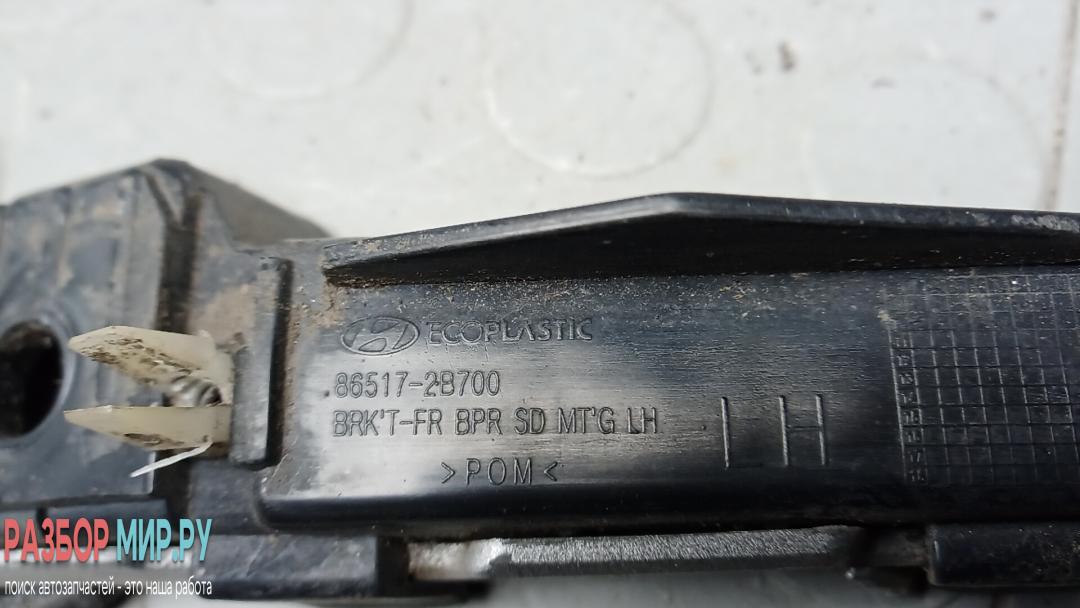 ECOPLASTIC
86517-2B700
BRK'T-FR BPR SD MT'G LH
>POM<
LH
РАЗБОР МИР.РУ
поиск автозапчастей - это наша работа